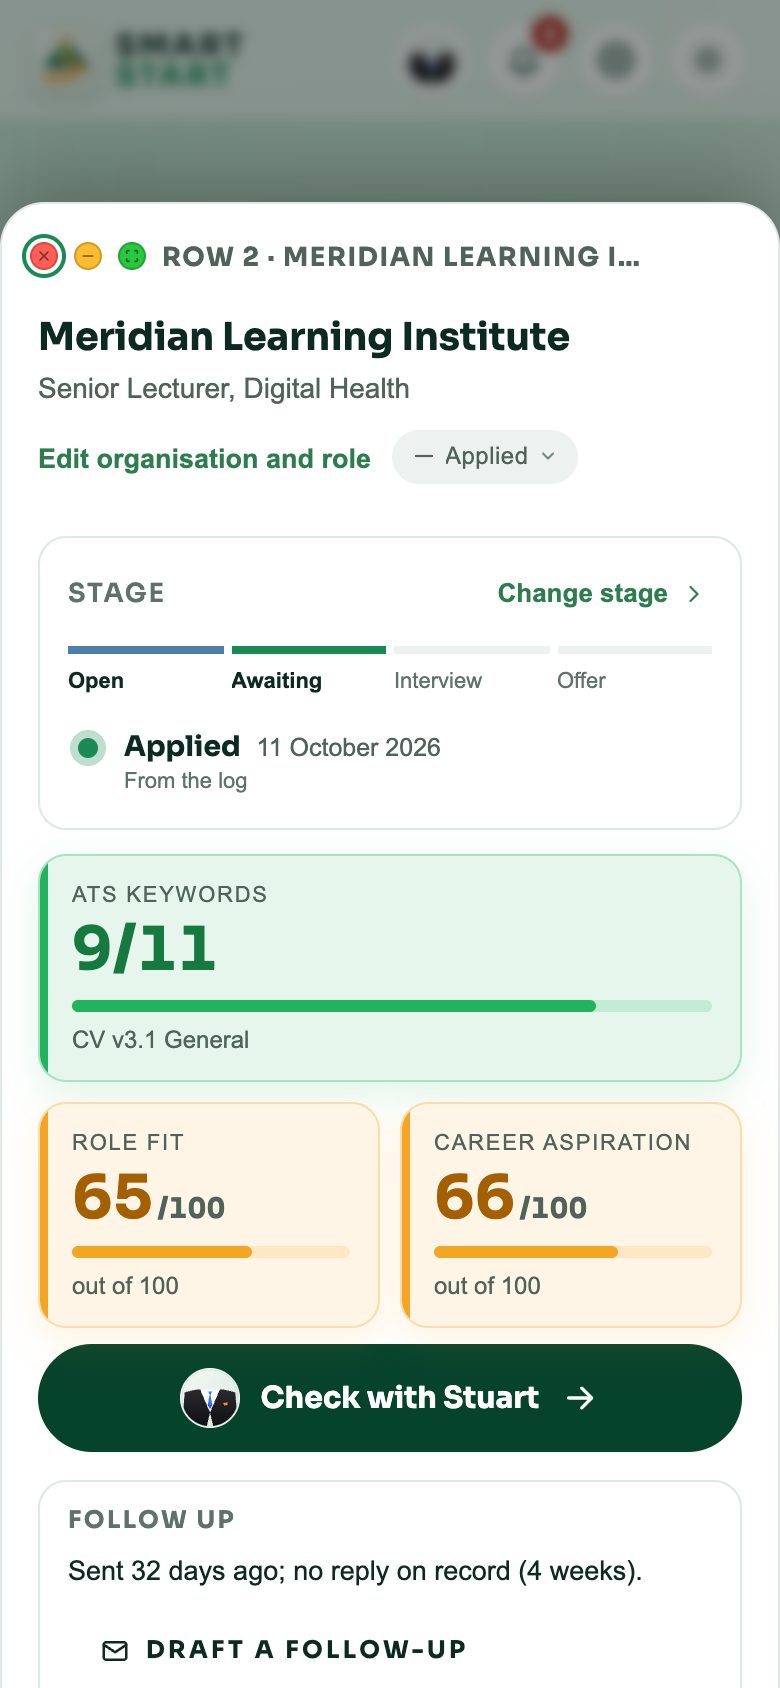 SMART
START
ROW 2 · MERIDIAN LEARNING I...
Meridian Learning Institute
Senior Lecturer, Digital Health
Edit organisation and role
Applied
STAGE
Change stage
Open
Awaiting
Interview
Offer
Applied 11 October 2026
From the log
ATS KEYWORDS
9/11
CV v3.1 General
ROLE FIT
65/100
out of 100
CAREER ASPIRATION
66/100
out of 100
Check with Stuart
FOLLOW UP
Sent 32 days ago; no reply on record (4 weeks).
DRAFT A FOLLOW-UP